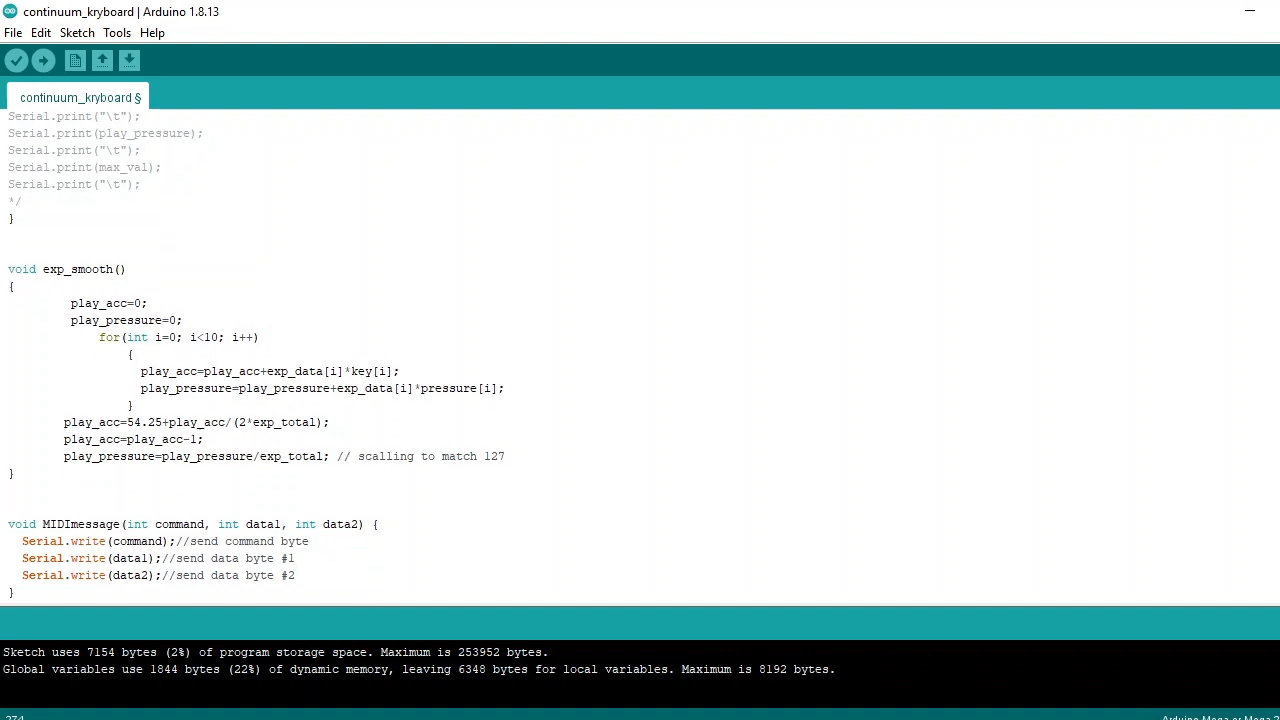 continuum_kryboard | Arduino 1.8.13
File Edit Sketch Tools Help
continuum_kryboard §
Serial.print("\t");
Serial.print(play_pressure);
Serial.print("\t");
Serial.print(max_val);
Serial.print("\t");
*/
}
void exp_smooth()
{
play_acc=0;
play_pressure=0;
for(int i=0; i<10; i++)
{
play_acc=play_acc+exp_data[i]*key[i];
play_pressure=play_pressure+exp_data[i]*pressure[i];
}
play_acc=54.25+play_acc/(2*exp_total);
play_acc=play_acc-1;
play_pressure=play_pressure/exp_total; // scalling to match 127
}
void MIDImessage(int command, int data1, int data2) {
Serial.write(command);//send command byte
Serial.write(data1);//send data byte #1
Serial.write(data2);//send data byte #2
}
Sketch uses 7154 bytes (2%) of program storage space. Maximum is 253952 bytes.
Global variables use 1844 bytes (22%) of dynamic memory, leaving 6348 bytes for local variables. Maximum is 8192 bytes.
274 Arduino Mega or Mega 2